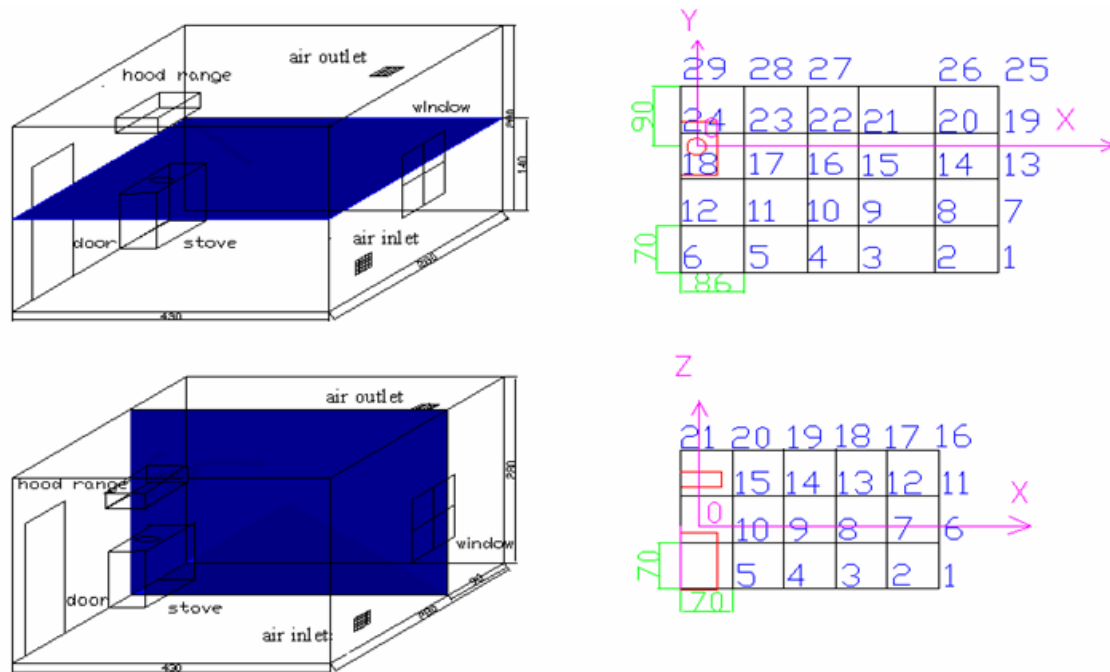 air outlet
hood range
window
140
door
stove
air inlet
430
Y
29 28 27 26 25
90
24 23 22 21 20 19
0
X
18 17 16 15 14 13
12 11 10 9 8 7
70
6 5 4 3 2 1
86
air outlet
hood range
280
window
90
door
stove
air inlet
430
Z
21 20 19 18 17 16
15 14 13 12 11
0
X
10 9 8 7 6
70
5 4 3 2 1
70